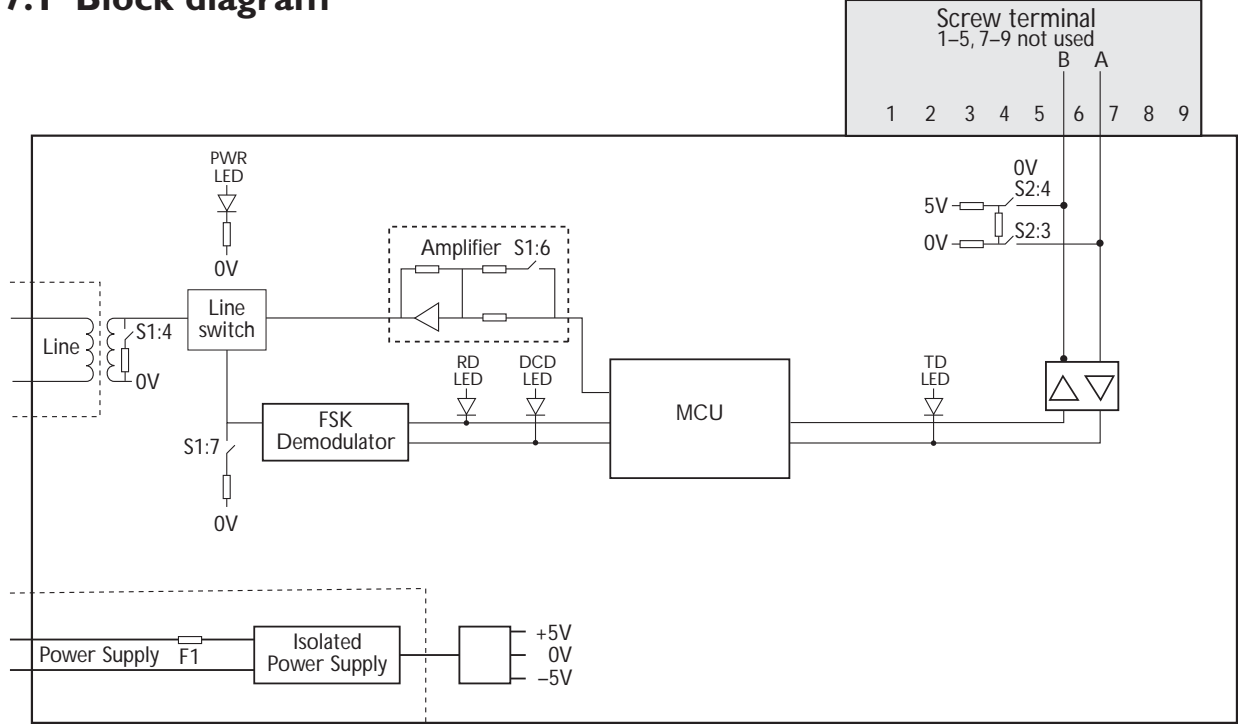 7.1 Block diagram
Screw terminal
1–5, 7–9 not used
B A
1 2 3 4 5 6 7 8 9
PWR
LED
0V
0V
S2:4
5V
S2:3
0V
Amplifier S1:6
Line
switch
Line
S1:4
0V
RD
LED
DCD
LED
TD
LED
MCU
FSK
Demodulator
S1:7
0V
Power Supply F1
Isolated
Power Supply
+5V
0V
–5V